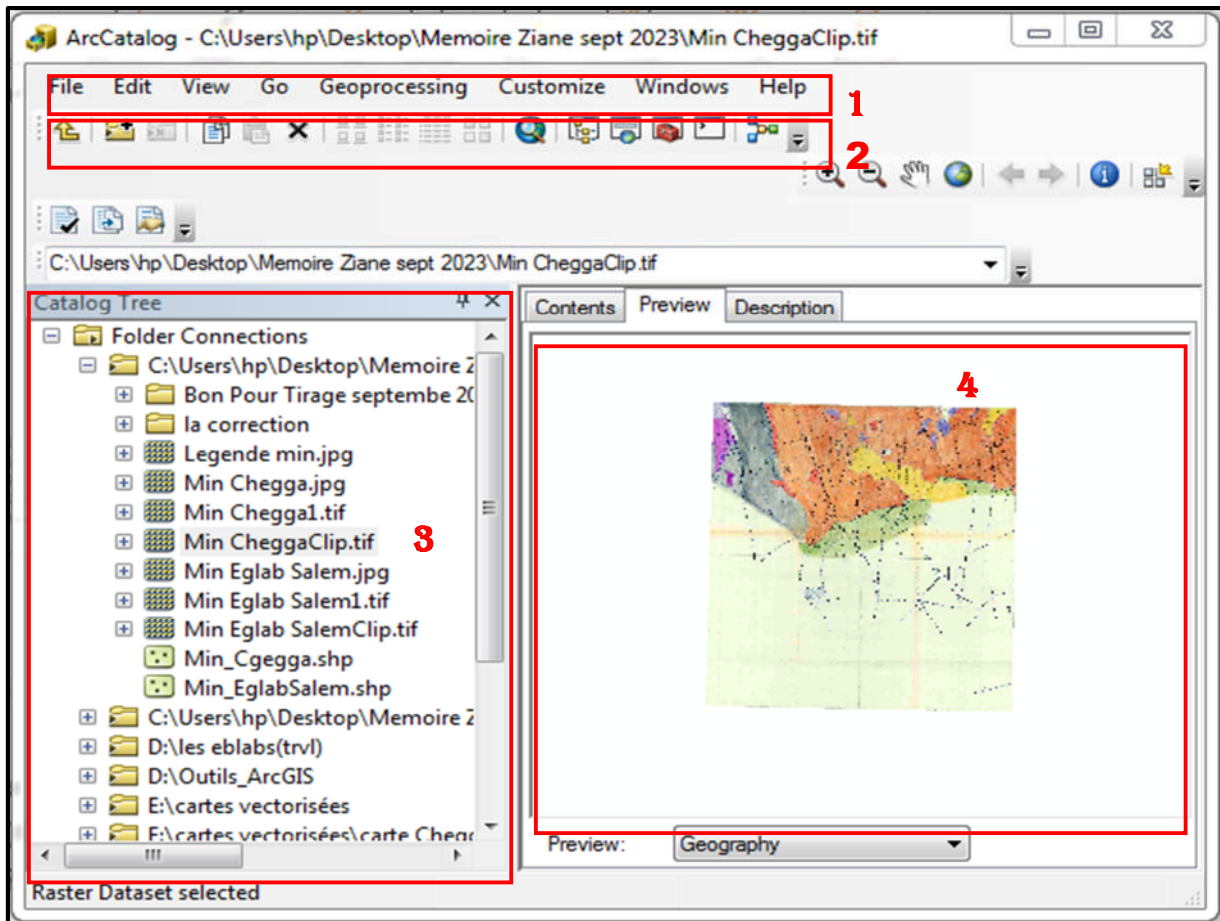 ArcCatalog - C:\Users\hp\Desktop\Memoire Ziane sept 2023\Min CheggaClip.tif
File Edit View Go Geoprocessing Customize Windows Help
1
2
C:\Users\hp\Desktop\Memoire Ziane sept 2023\Min CheggaClip.tif
Catalog Tree
Contents Preview Description
Folder Connections
C:\Users\hp\Desktop\Memoire Z
Bon Pour Tirage septembe 20
la correction
Legende min.jpg
Min Chegga.jpg
Min Chegga1.tif
Min CheggaClip.tif
3
Min Eglab Salem.jpg
Min Eglab Salem1.tif
Min Eglab SalemClip.tif
Min_Cgegga.shp
Min_EglabSalem.shp
C:\Users\hp\Desktop\Memoire Z
D:\les eblabs(trvl)
D:\Outils_ArcGIS
E:\cartes vectorisées
F:\cartes vectorisées\carte Chegg
4
Preview: Geography
Raster Dataset selected